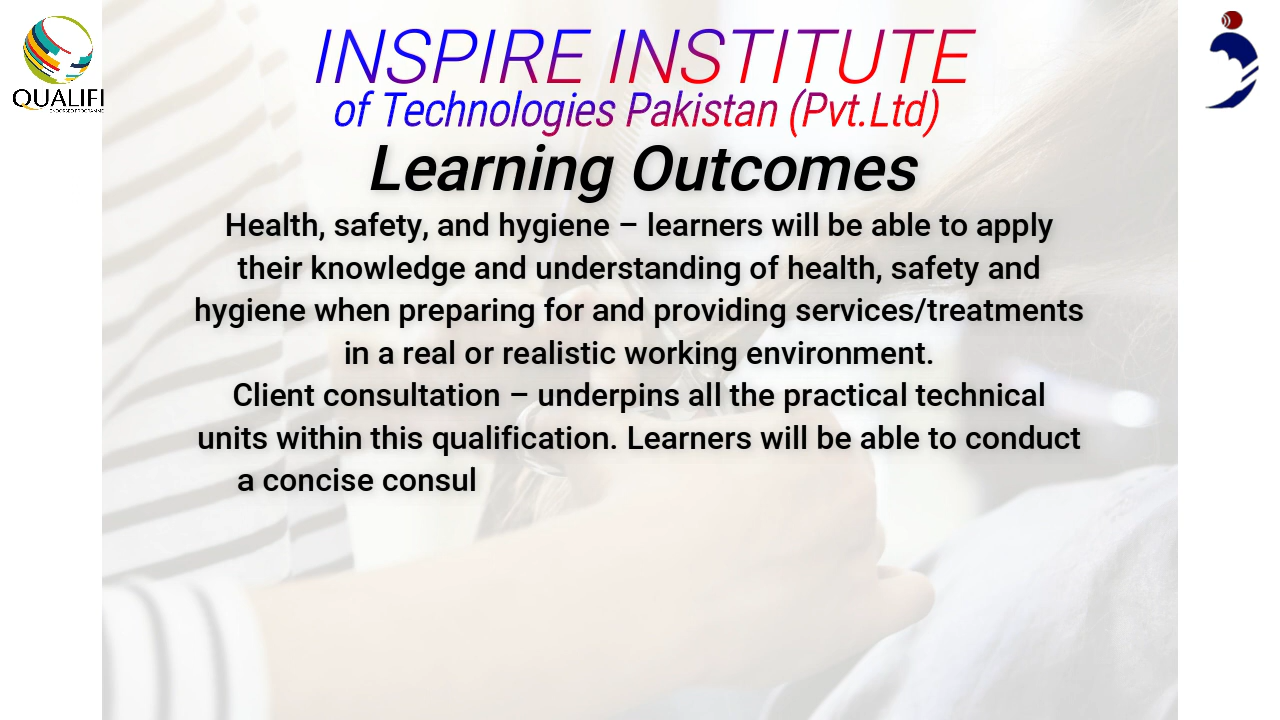 QUALIFI
ENDORSED PROGRAMME
INSPIRE INSTITUTE
of Technologies Pakistan (Pvt.Ltd)
Learning Outcomes
Health, safety, and hygiene – learners will be able to apply
their knowledge and understanding of health, safety and
hygiene when preparing for and providing services/treatments
in a real or realistic working environment.
Client consultation – underpins all the practical technical
units within this qualification. Learners will be able to conduct
a concise consul